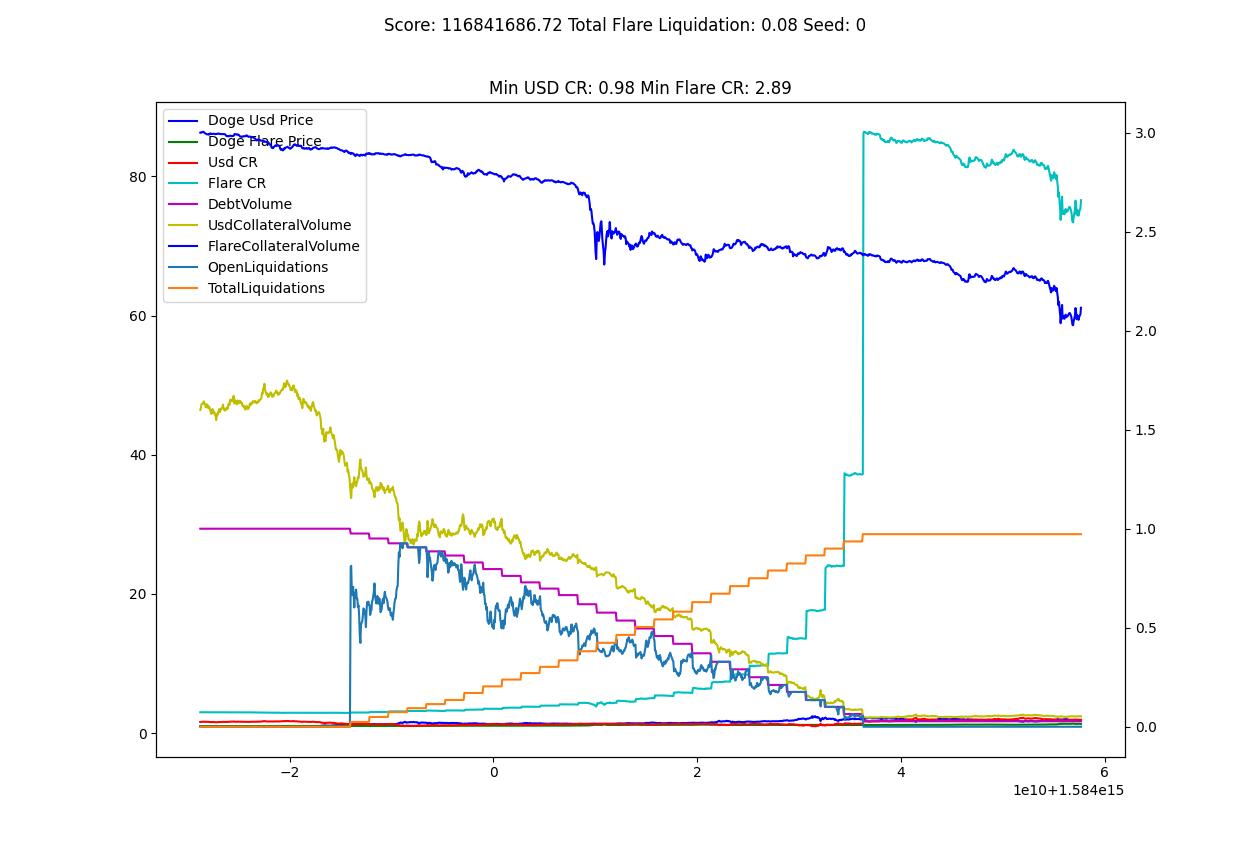 Score: 116841686.72 Total Flare Liquidation: 0.08 Seed: 0
Min USD CR: 0.98 Min Flare CR: 2.89
Doge Usd Price
Doge Flare Price
Usd CR
Flare CR
DebtVolume
UsdCollateralVolume
FlareCollateralVolume
OpenLiquidations
TotalLiquidations
80
60
40
20
0
3.0
2.5
2.0
1.5
1.0
0.5
0.0
−2
0
2
4
6
1e10+1.584e15